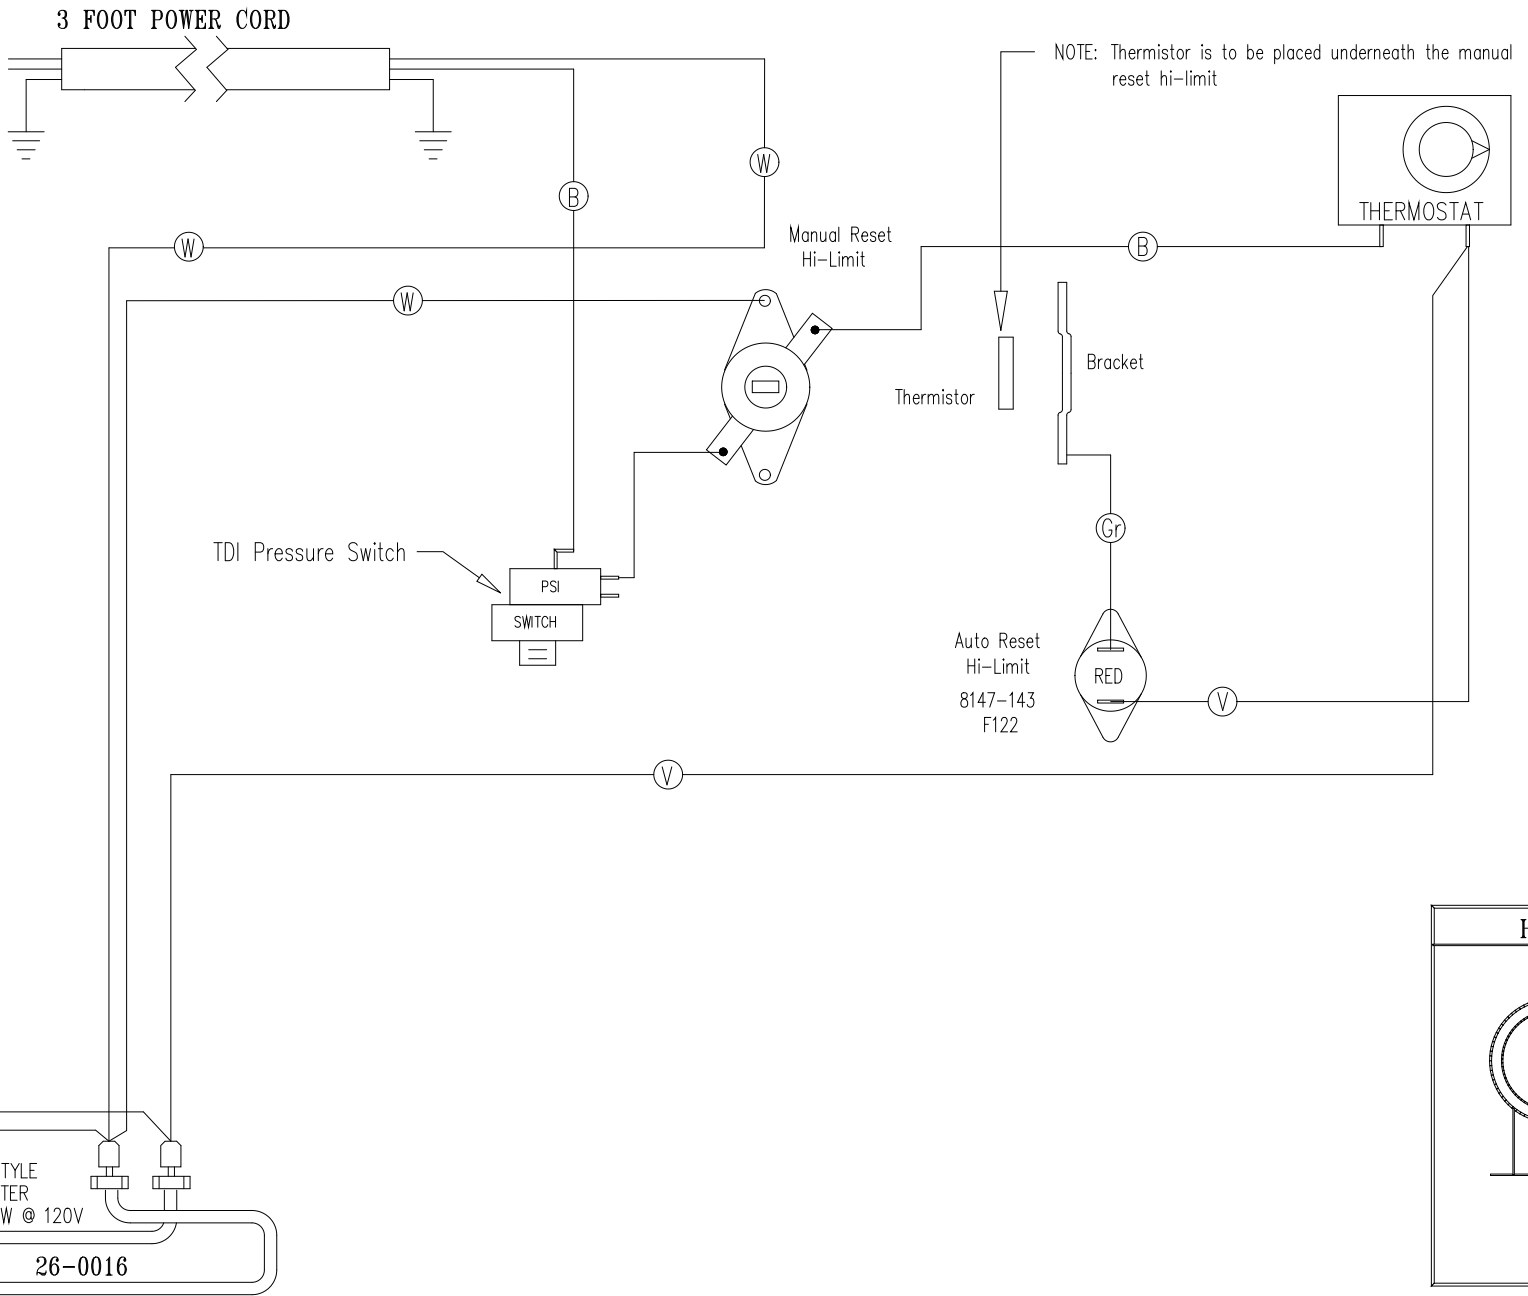 3 FOOT POWER CORD
NOTE: Thermistor is to be placed underneath the manual
reset hi-limit
THERMOSTAT
W
B
W
Manual Reset
Hi-Limit
B
W
Bracket
Thermistor
TDI Pressure Switch
PSI
SWITCH
Gr
Auto Reset
Hi-Limit
8147-143
F122
RED
V
V
H
TYLE
TER
W @ 120V
26-0016